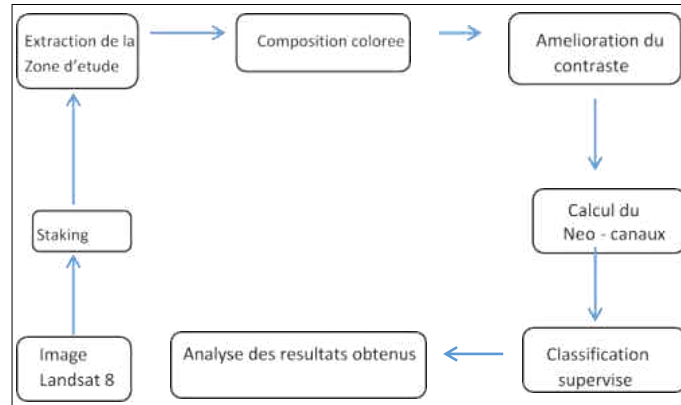 Extraction de la
Zone d'etude
Composition coloree
Amelioration du
contraste
Staking
Calcul du
Neo - canaux
Image
Landsat 8
Analyse des resultats obtenus
Classification
supervise